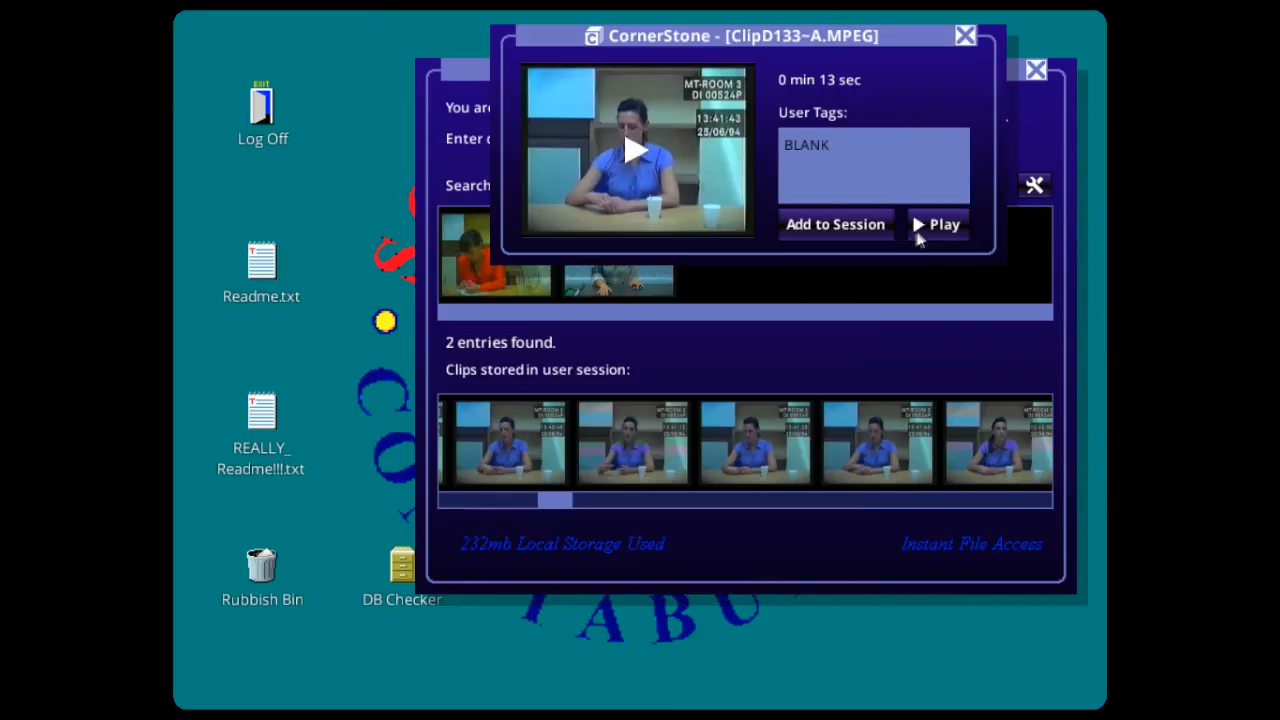 CornerStone - [ClipD133~A.MPEG]
EXIT
Log Off
MT-ROOM 3
DI 00524P
13:41:43
25/06/94
0 min 13 sec
User Tags:
BLANK
Add to Session
Play
You are
Enter
Search
Readme.txt
2 entries found.
Clips stored in user session:
REALLY_
Readme!!!.txt
232mb Local Storage Used
Instant File Access
Rubbish Bin
DB Checker
TABU